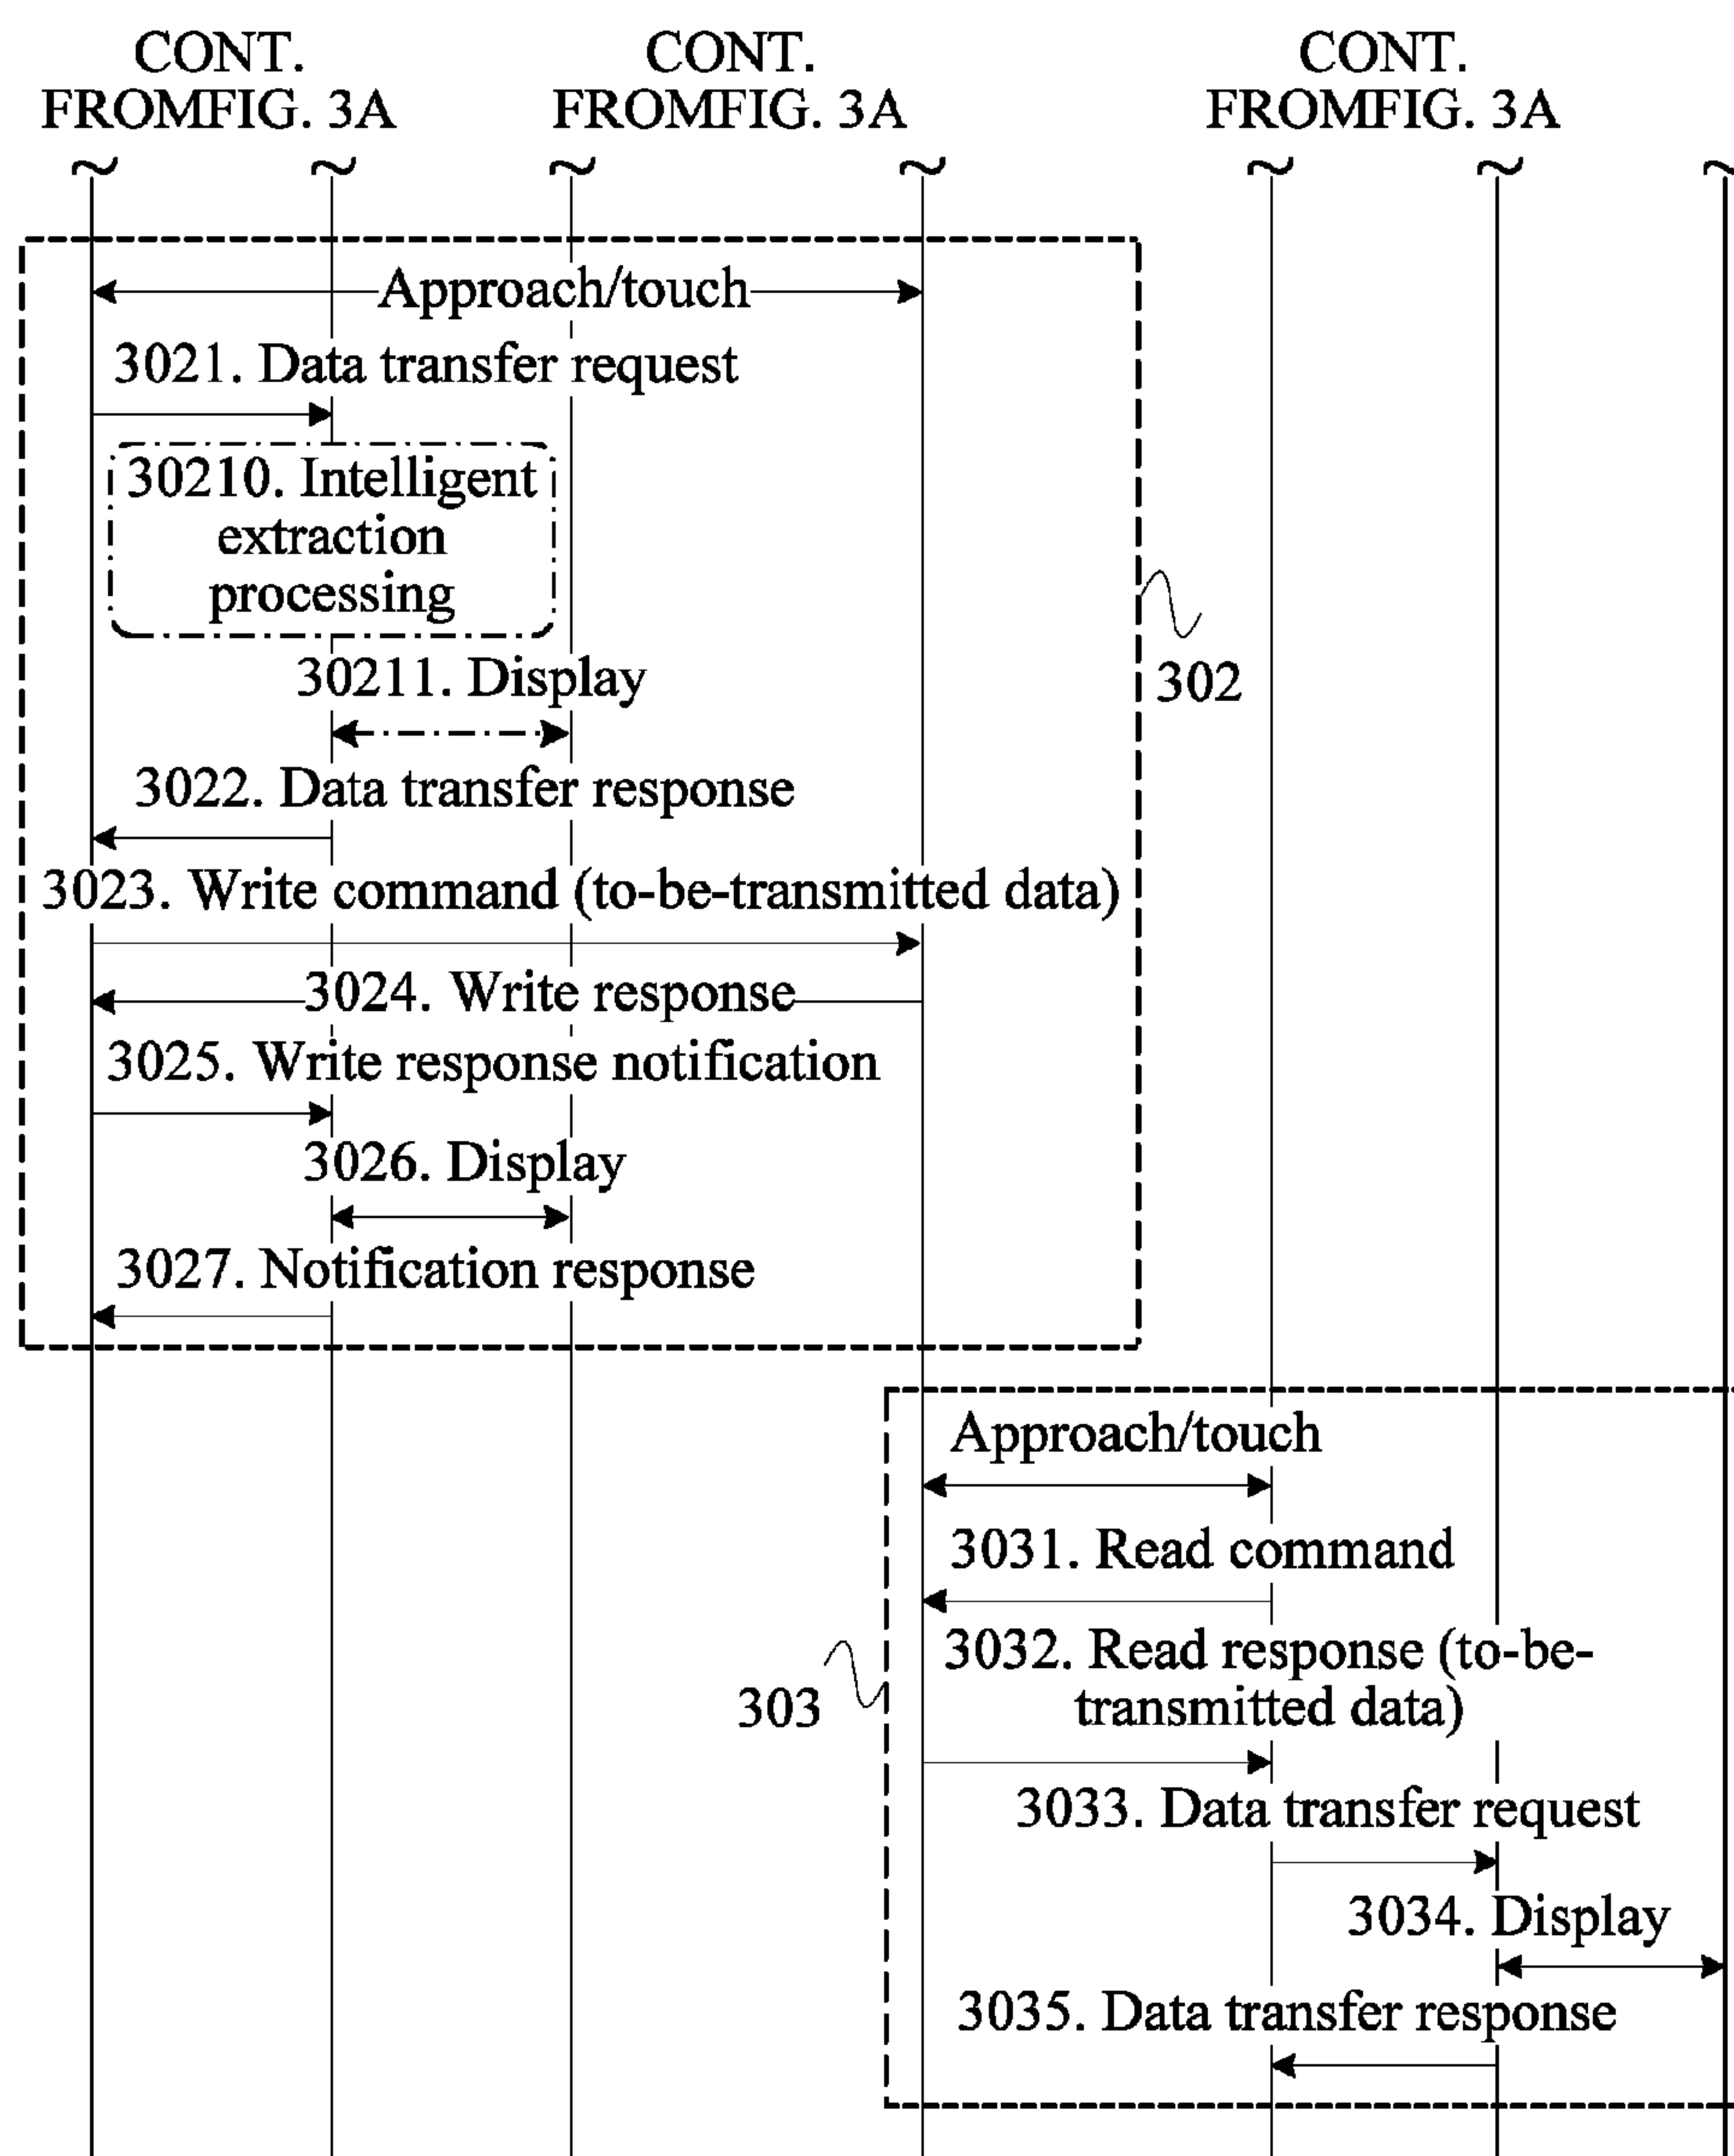 CONT.
FROMFIG. 3A
CONT.
FROMFIG. 3A
CONT.
FROMFIG. 3A
Approach/touch
3021. Data transfer request
30210. Intelligent
extraction
processing
30211. Display
302
3022. Data transfer response
3023. Write command (to-be-transmitted data)
3024. Write response
3025. Write response notification
3026. Display
3027. Notification response
Approach/touch
3031. Read command
3032. Read response (to-be-
transmitted data)
303
3033. Data transfer request
3034. Display
3035. Data transfer response